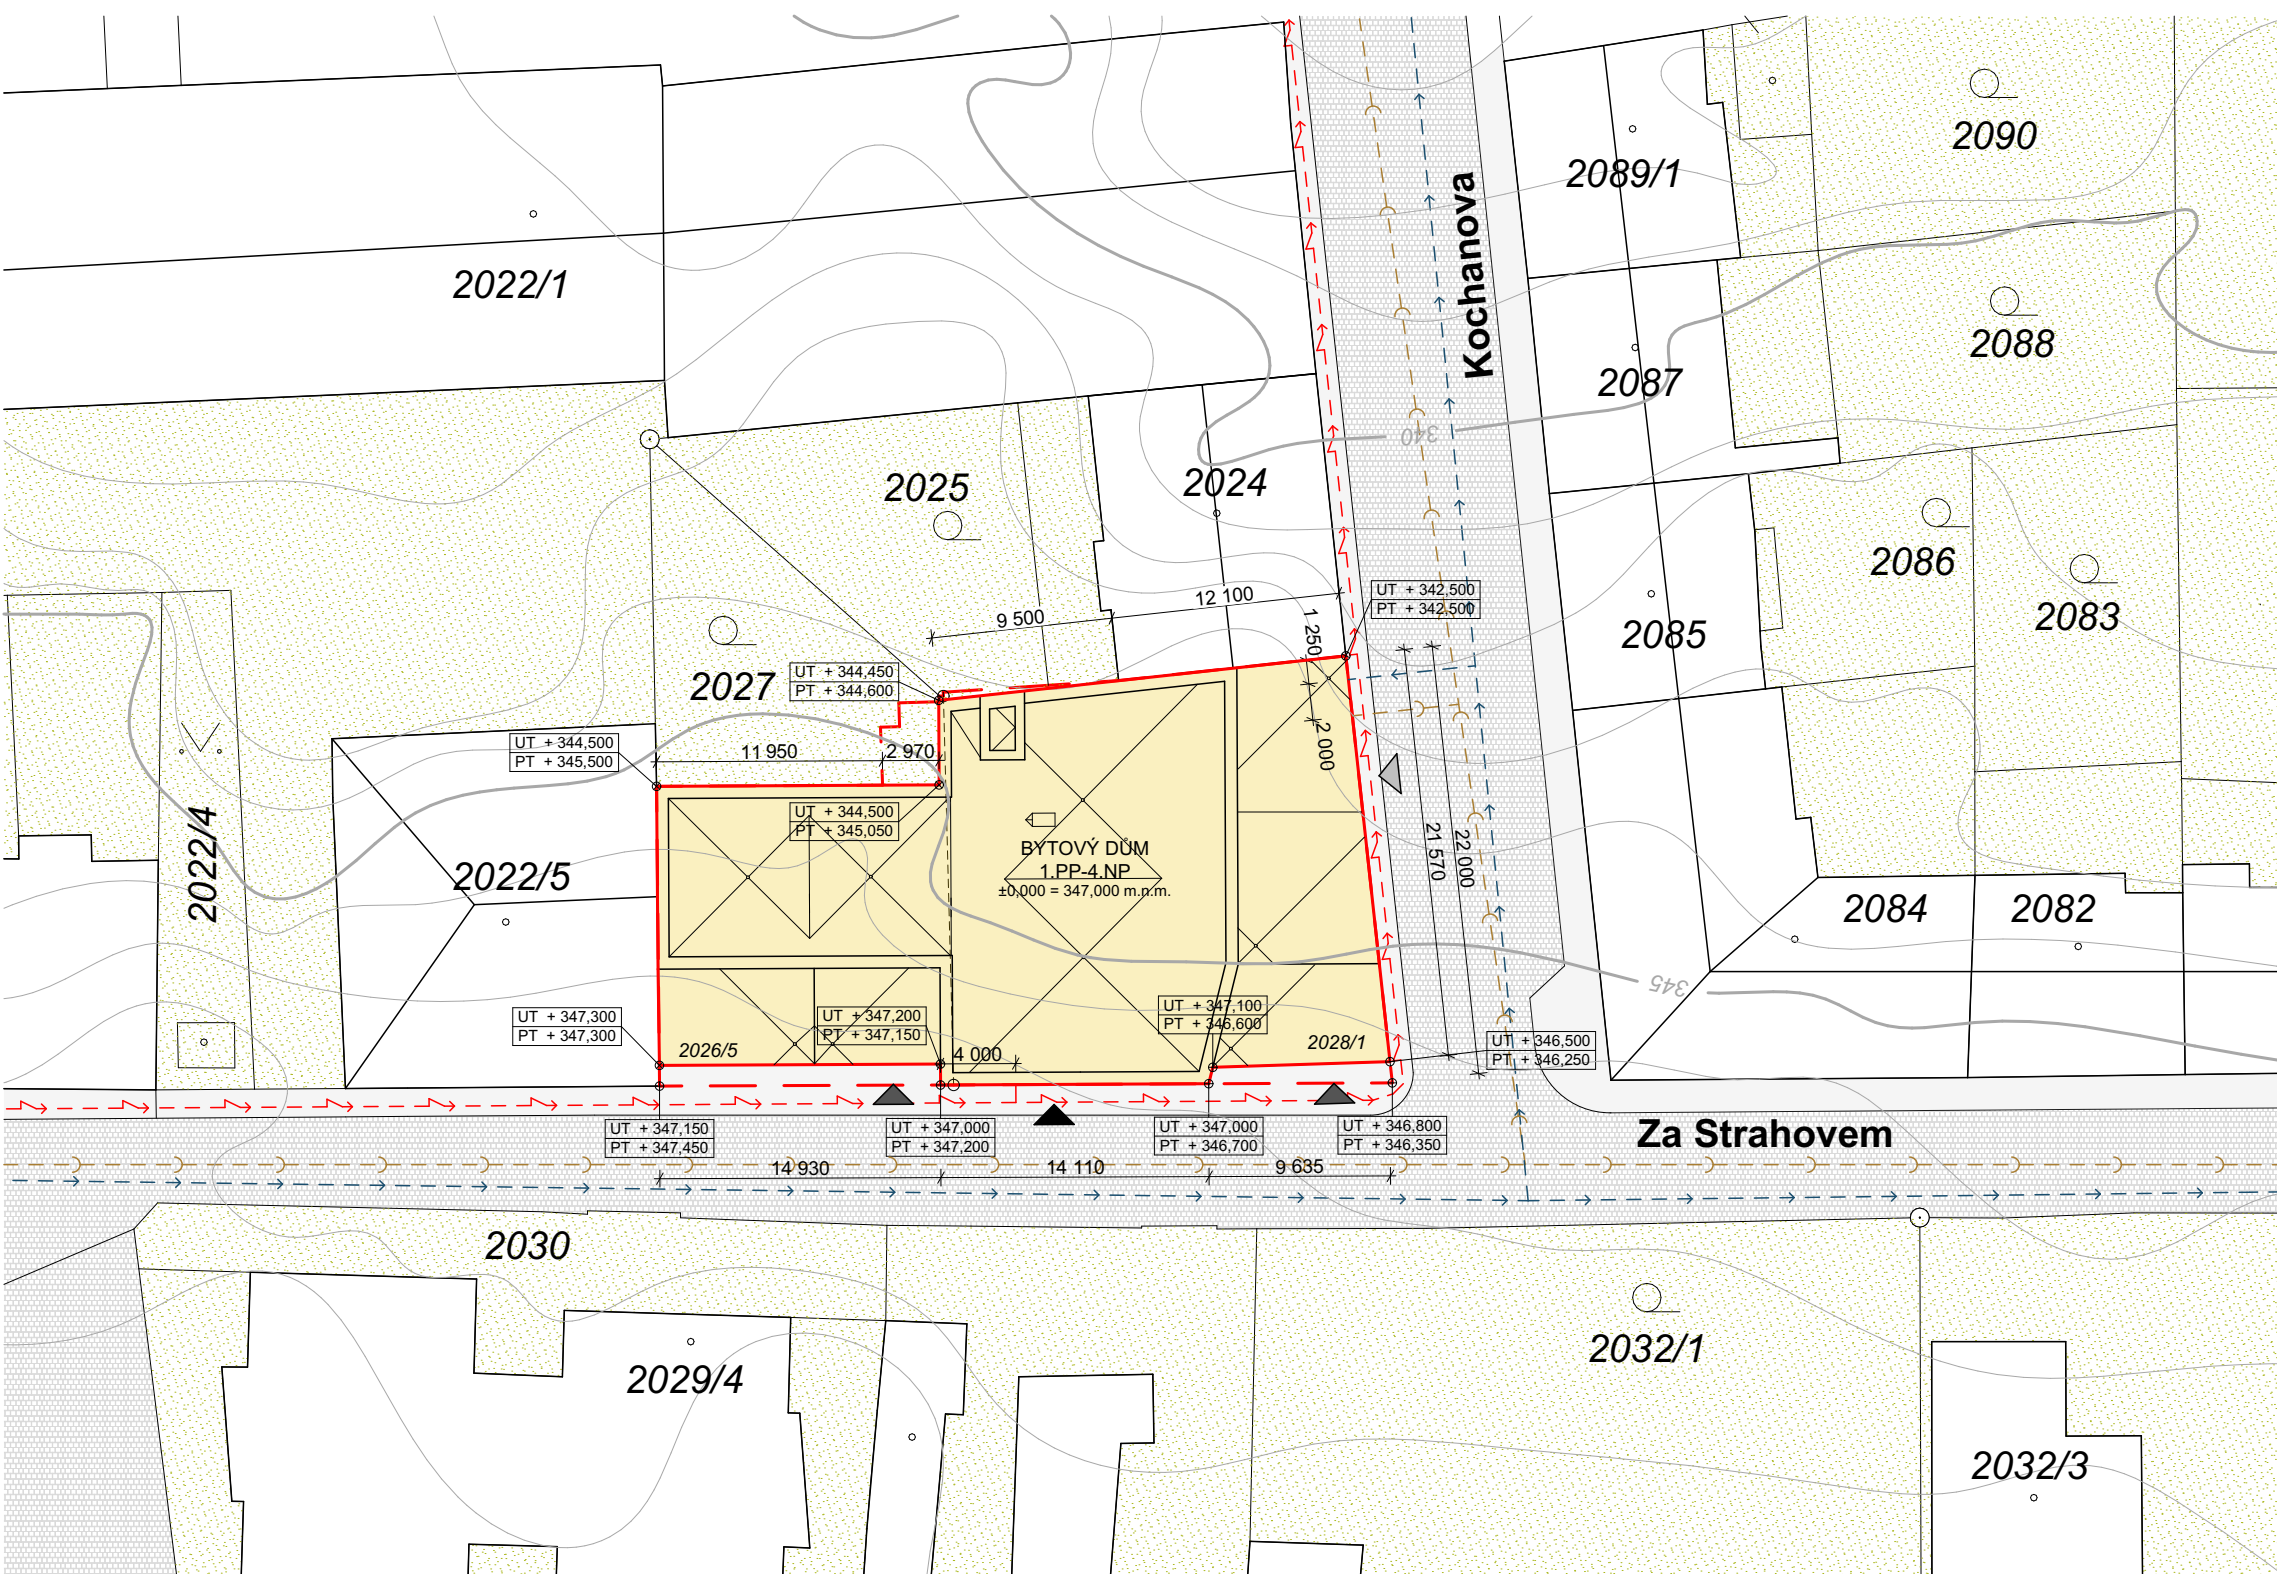 2090
2089/1
Kochanova
2022/1
2088
2087
340
2025
2024
2086
2083
2085
UT + 342,500
PT + 342,500
12 100
9 500
1 250
2027
UT + 344,450
PT + 344,600
UT + 344,500
PT + 345,500
11 950
2 970
2 000
UT + 344,500
PT + 345,050
21 570
22 000
BYTOVÝ DŮM
1.PP-4.NP
±0,000 = 347,000 m.n.m.
2022/4
2022/5
2084
2082
345
UT + 347,300
PT + 347,300
UT + 347,200
PT + 347,150
UT + 347,100
PT + 346,600
2026/5
4 000
2028/1
UT + 346,500
PT + 346,250
UT + 347,150
PT + 347,450
UT + 347,000
PT + 347,200
UT + 347,000
PT + 346,700
UT + 346,800
PT + 346,350
Za Strahovem
14 930
14 110
9 635
2030
2032/1
2029/4
2032/3